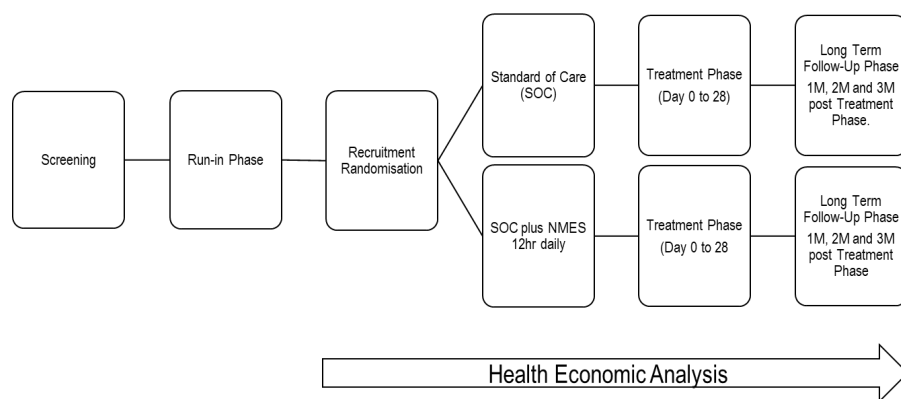 Screening
Run-in Phase
Recruitment
Randomisation
Standard of Care
(SOC)
Treatment Phase
(Day 0 to 28)
Long Term
Follow-Up Phase
1M, 2M and 3M
post Treatment
Phase.
SOC plus NMES
12hr daily
Treatment Phase
(Day 0 to 28
Long Term
Follow-Up Phase
1M, 2M and 3M
post Treatment
Phase
Health Economic Analysis